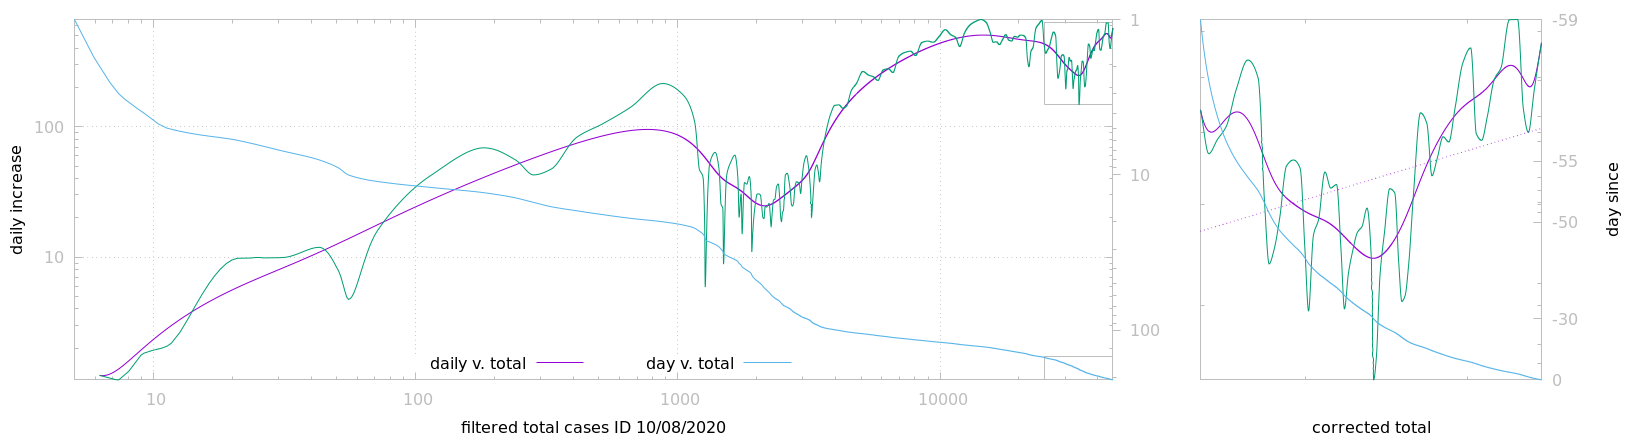 daily increase
100
10
daily v. total
day v. total
10
100
1000
10000
filtered total cases ID 10/08/2020
1
10
100
-59
-55
-50
-30
0
day since
corrected total